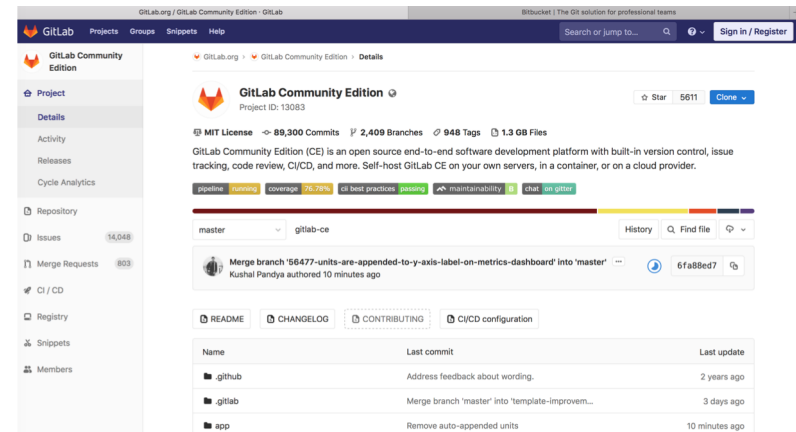 GitLab.org / GitLab Community Edition · GitLab
Bitbucket | The Git solution for professional teams
GitLab Projects Groups Snippets Help Search or jump to... Sign in / Register
GitLab Community Edition
GitLab.org > GitLab Community Edition > Details
Project
Details
Activity
Releases
Cycle Analytics
Repository
Issues 14,048
Merge Requests 803
CI / CD
Registry
Snippets
Members
GitLab Community Edition
Project ID: 13083
Star 5611 Clone
MIT License 89,300 Commits 2,409 Branches 948 Tags 1.3 GB Files
GitLab Community Edition (CE) is an open source end-to-end software development platform with built-in version control, issue
tracking, code review, CI/CD, and more. Self-host GitLab CE on your own servers, in a container, or on a cloud provider.
pipeline running coverage 76.78% cii best practices passing maintainability B chat on gitter
master gitlab-ce History Find file
Merge branch '56477-units-are-appended-to-y-axis-label-on-metrics-dashboard' into 'master' ...
Kushal Pandya authored 10 minutes ago
6fa88ed7
README CHANGELOG CONTRIBUTING CI/CD configuration
Name Last commit Last update
.github Address feedback about wording. 2 years ago
.gitlab Merge branch 'master' into 'template-improvem... 3 days ago
app Remove auto-appended units 10 minutes ago